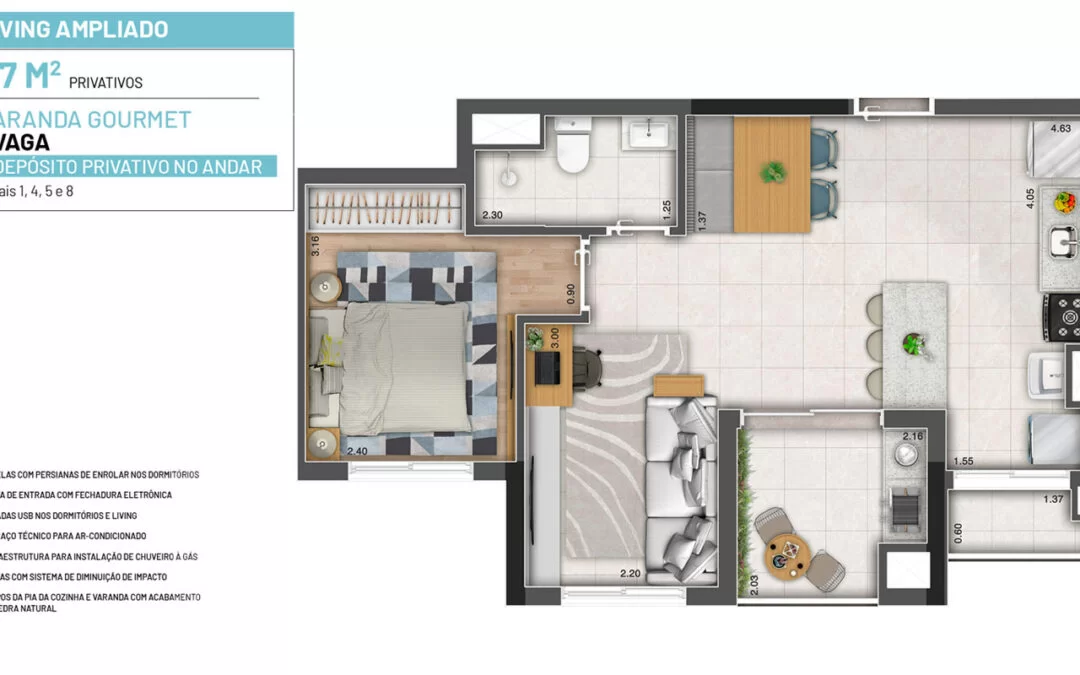 VING AMPLIADO
7 M² PRIVATIVOS
ARANDA GOURMET
VAGA
DEPÓSITO PRIVATIVO NO ANDAR
ais 1, 4, 5 e 8
ELAS COM PERSIANAS DE ENROLAR NOS DORMITÓRIOS
A DE ENTRADA COM FECHADURA ELETRÔNICA
ADAS USB NOS DORMITÓRIOS E LIVING
AÇO TÉCNICO PARA AR-CONDICIONADO
AESTRUTURA PARA INSTALAÇÃO DE CHUVEIRO À GÁS
AS COM SISTEMA DE DIMINUIÇÃO DE IMPACTO
POS DA PIA DA COZINHA E VARANDA COM ACABAMENTO
EDRA NATURAL
4.63
4.05
2.30
1.25
1.37
3.16
0.90
3.00
2.40
2.20
2.16
2.03
1.55
1.37
0.60